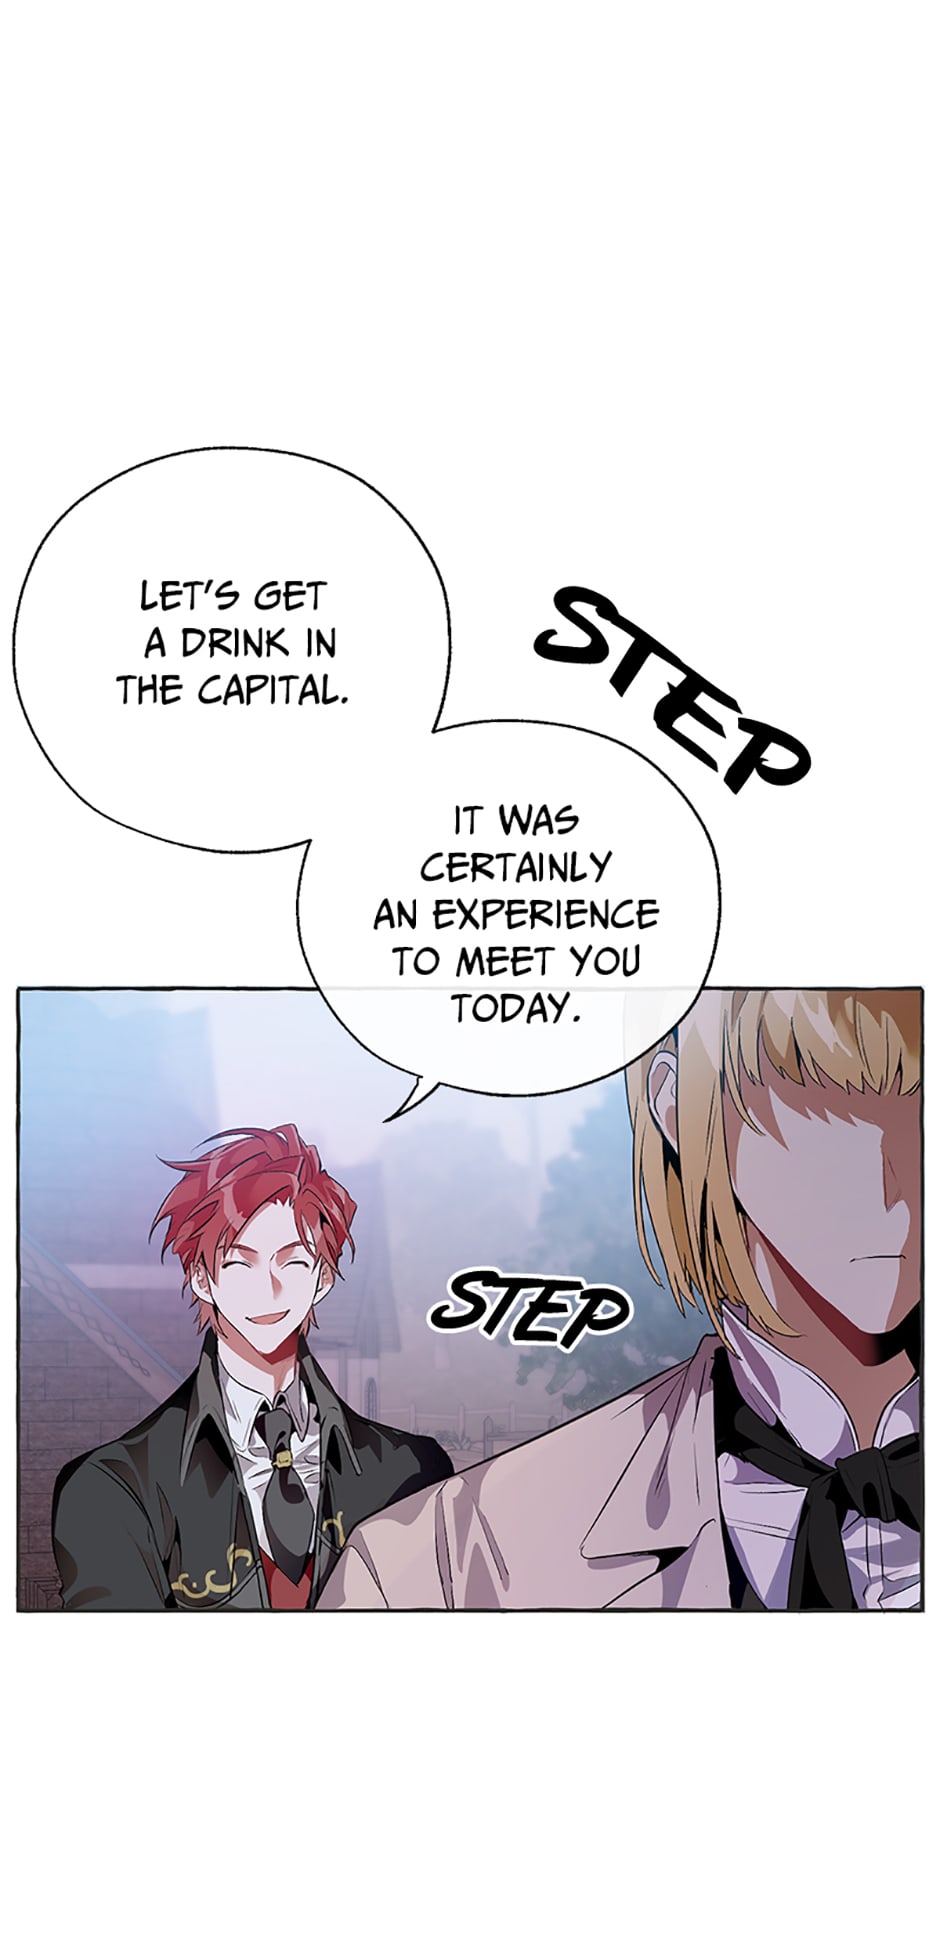 LET'S GET
A DRINK IN
THE CAPITAL.
STEP
IT WAS
CERTAINLY
AN EXPERIENCE
TO MEET YOU
TODAY.
STEP